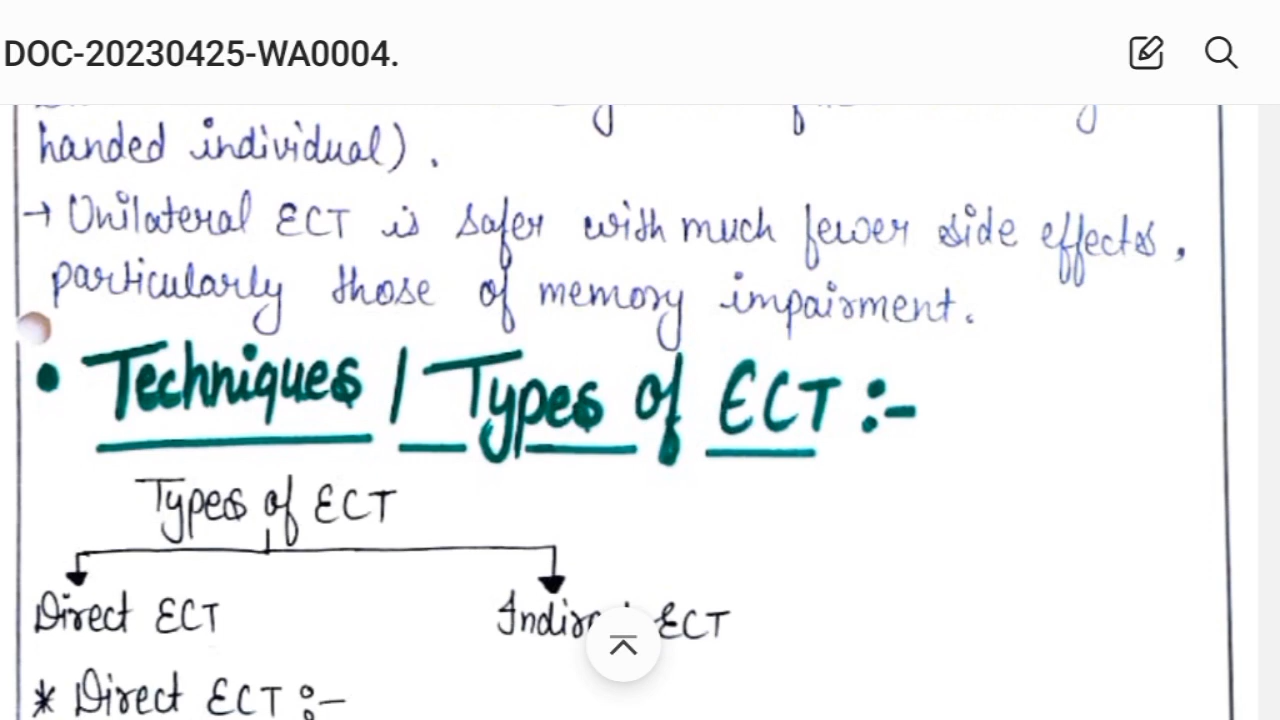 DOC-20230425-WA0004.
handed individual).
→ Unilateral ECT is safer with much fewer side effects,
particularly those of memory impairment.
• Techniques / Types of ECT :-
Types of ECT
Direct ECT ECT
* Direct ECT :-